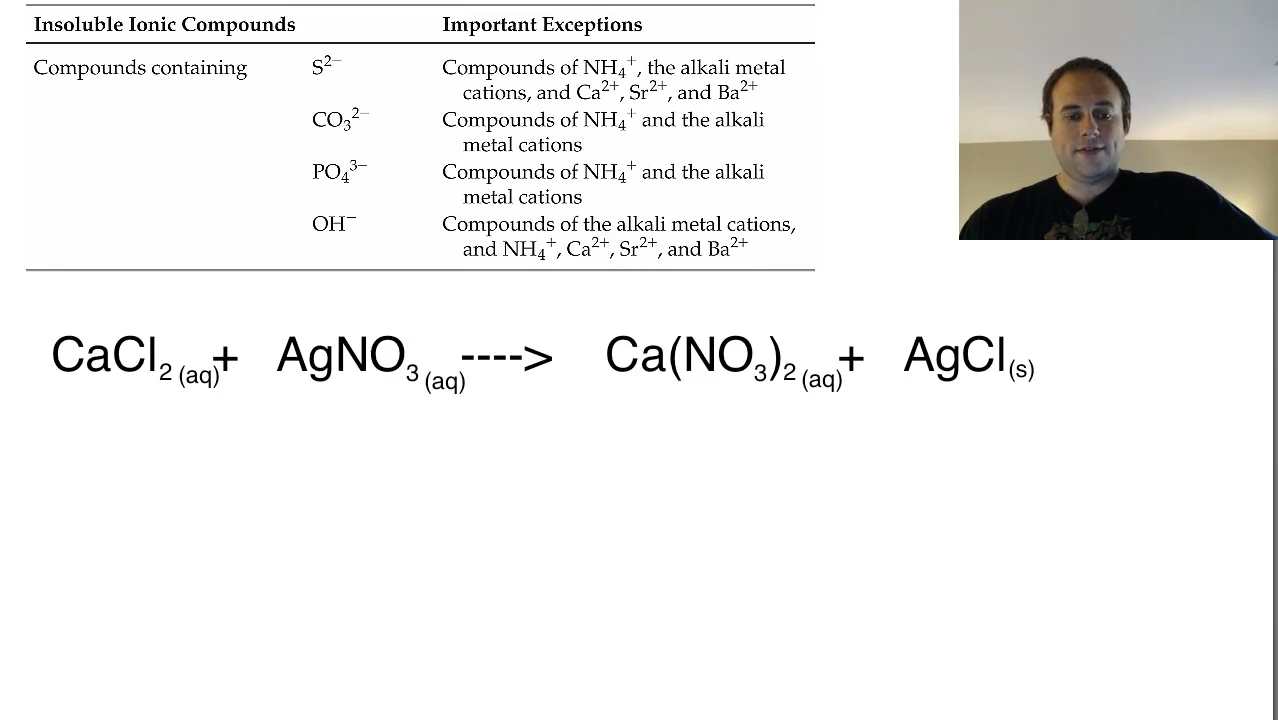 Insoluble Ionic Compounds Important Exceptions
Compounds containing S²⁻ Compounds of NH₄⁺, the alkali metal
cations, and Ca²⁺, Sr²⁺, and Ba²⁺
CO₃²⁻ Compounds of NH₄⁺ and the alkali
metal cations
PO₄³⁻ Compounds of NH₄⁺ and the alkali
metal cations
OH⁻ Compounds of the alkali metal cations,
and NH₄⁺, Ca²⁺, Sr²⁺, and Ba²⁺
CaCl₂ (aq) + AgNO₃ (aq) ----> Ca(NO₃)₂ (aq) + AgCl (s)